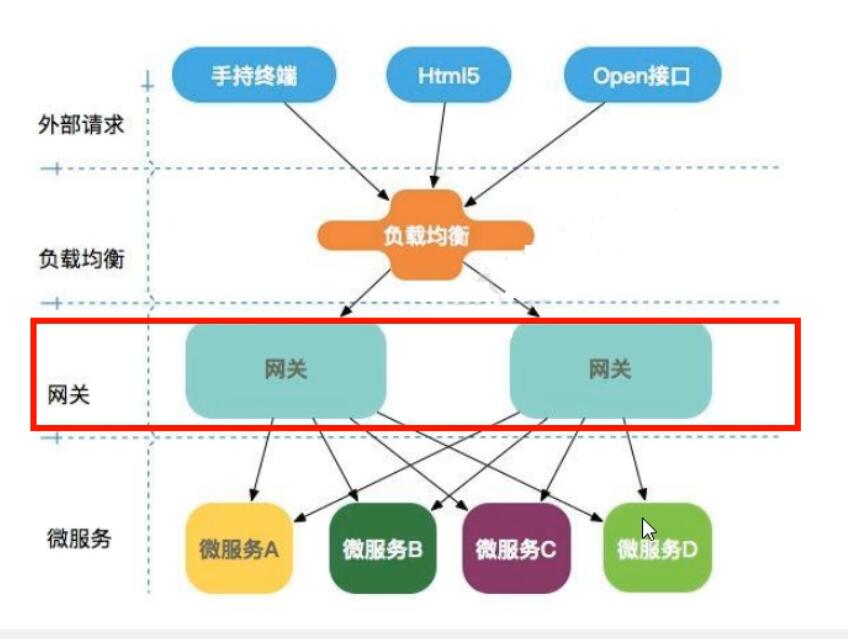 手持终端
Html5
Open接口
外部请求
负载均衡
负载均衡
网关
网关
网关
微服务
微服务A
微服务B
微服务C
微服务D